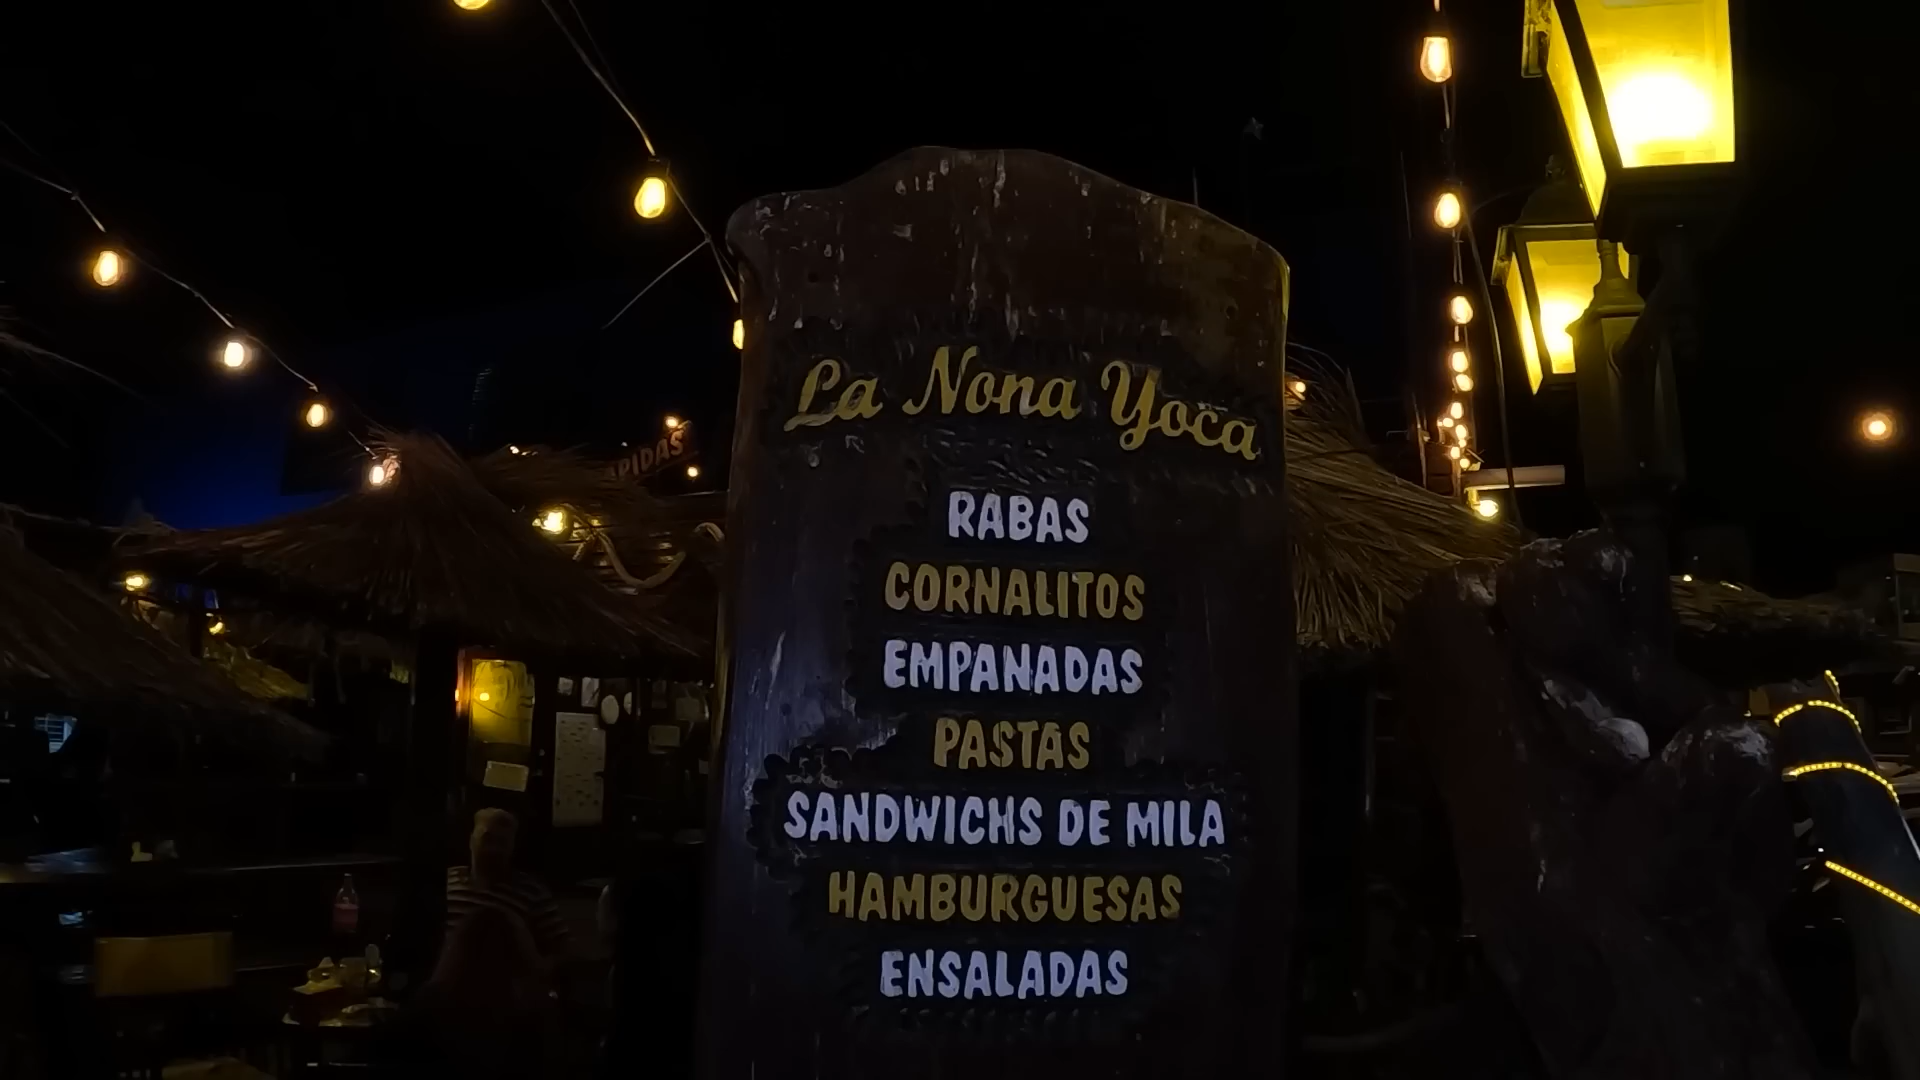 La Nona Yoca
RABAS
CORNALITOS
EMPANADAS
PASTAS
SANDWICHS DE MILA
HAMBURGUESAS
ENSALADAS